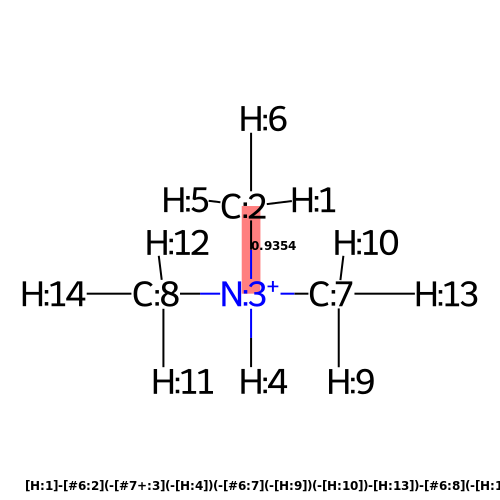 H:6
H:5 C:2 H:1
H:12 0.9354 H:10
H:14 C:8 N:3+ C:7 H:13
H:11 H:4 H:9
[H:1]-[#6:2](-[#7+:3](-[H:4])(-[#6:7](-[H:9])(-[H:10])-[H:13])-[#6:8](-[H:1